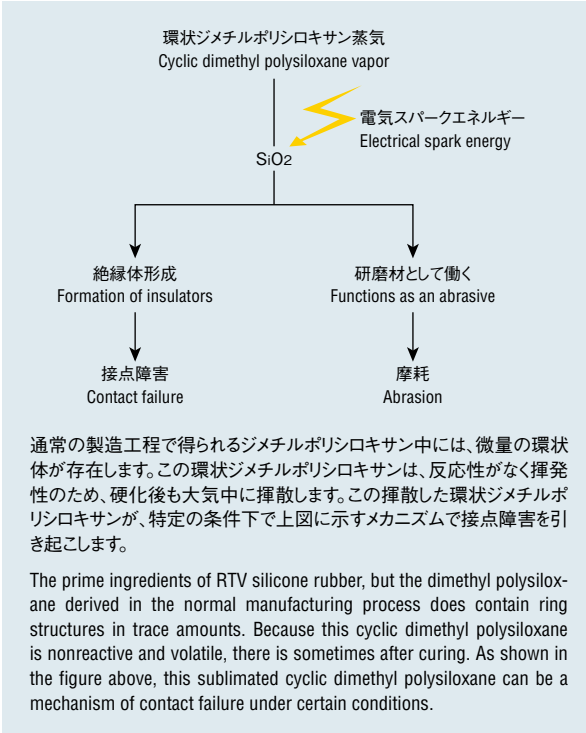 環状ジメチルポリシロキサン蒸気
Cyclic dimethyl polysiloxane vapor
電気スパークエネルギー
Electrical spark energy
SiO2
絶縁体形成
Formation of insulators
研磨材として働く
Functions as an abrasive
接点障害
Contact failure
摩耗
Abrasion
通常の製造工程で得られるジメチルポリシロキサン中には、微量の環状
体が存在します。この環状ジメチルポリシロキサンは、反応性がなく揮発
性のため、硬化後も大気中に揮散します。この揮散した環状ジメチルポ
リシロキサンが、特定の条件下で上図に示すメカニズムで接点障害を引
き起こします。
The prime ingredients of RTV silicone rubber, but the dimethyl polysilox-
ane derived in the normal manufacturing process does contain ring
structures in trace amounts. Because this cyclic dimethyl polysiloxane
is nonreactive and volatile, there is sometimes after curing. As shown in
the figure above, this sublimated cyclic dimethyl polysiloxane can be a
mechanism of contact failure under certain conditions.